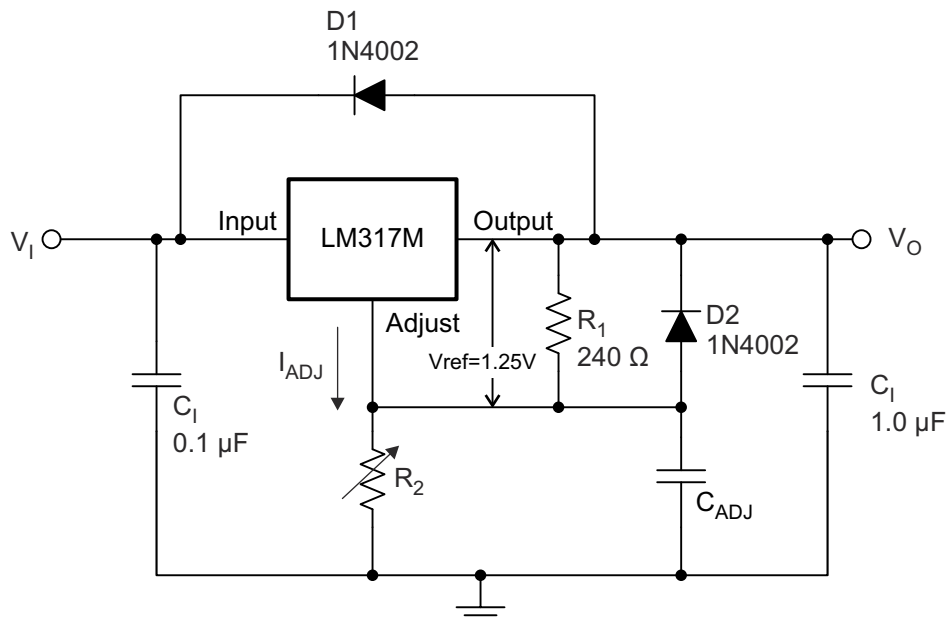 D1
1N4002
Input
LM317M
Output
V_I
V_O
Adjust
R_1
240 Ω
D2
1N4002
Vref=1.25V
I_ADJ
C_I
0.1 µF
C_I
1.0 µF
R_2
C_ADJ